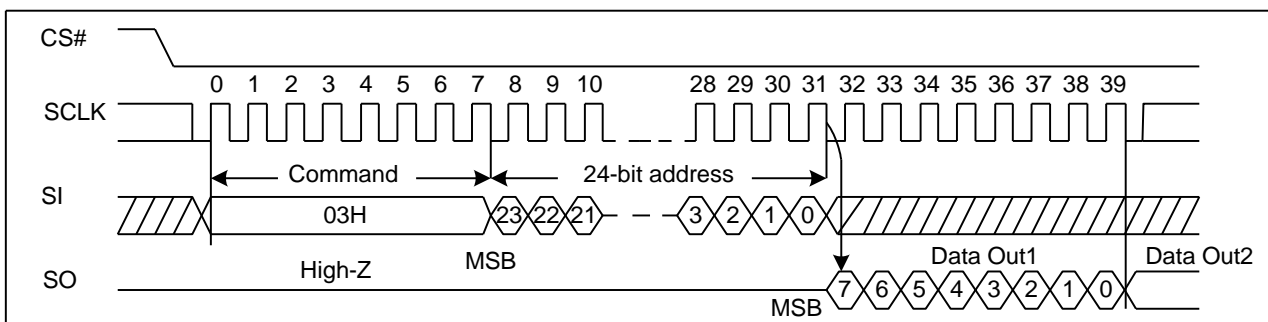 CS#
0 1 2 3 4 5 6 7 8 9 10 28 29 30 31 32 33 34 35 36 37 38 39
SCLK
Command 24-bit address
SI
03H 23 22 21 3 2 1 0
High-Z MSB Data Out1 Data Out2
SO
MSB 7 6 5 4 3 2 1 0